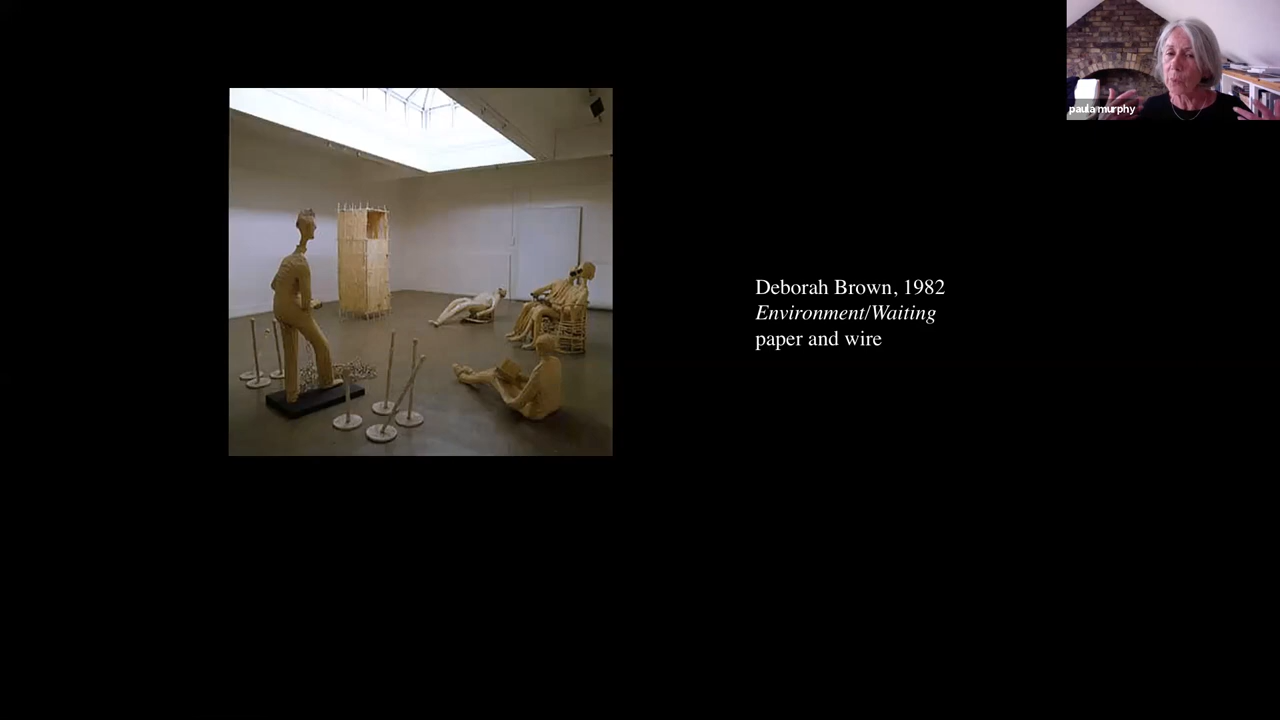 paula murphy
Deborah Brown, 1982
Environment/Waiting
paper and wire